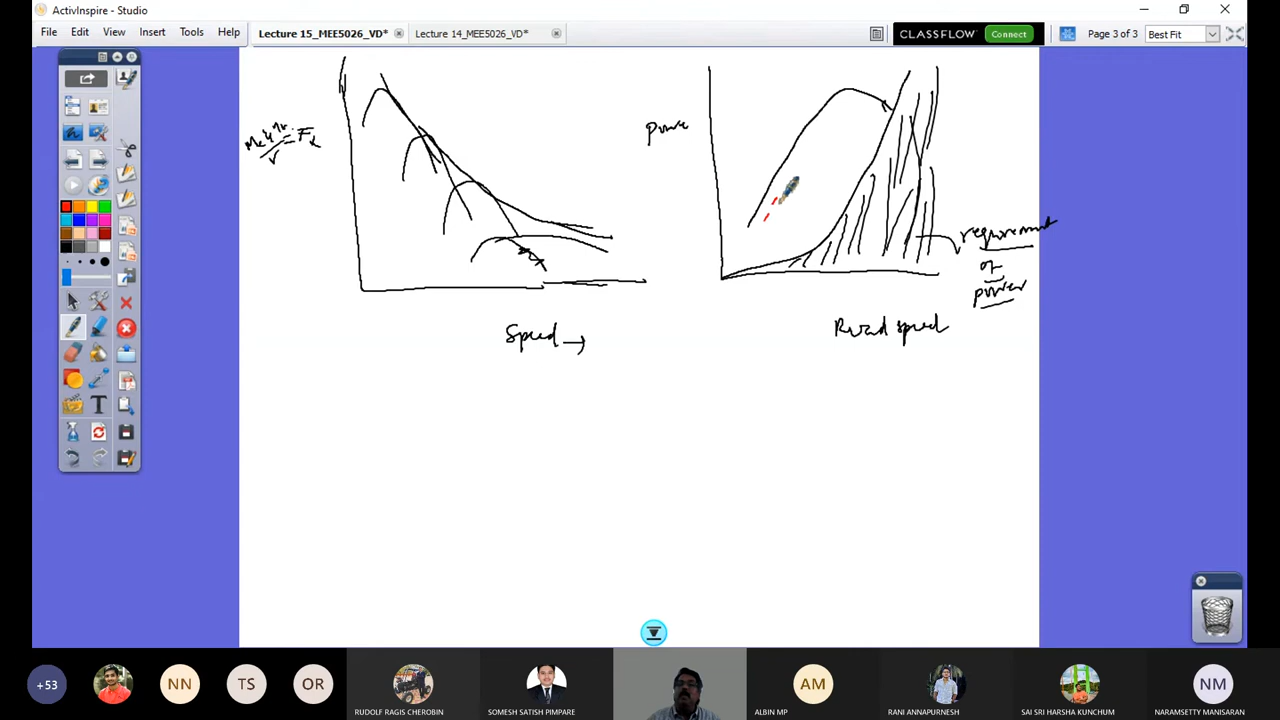 ActivInspire - Studio
File Edit View Insert Tools Help
Lecture 15_MEE5026_VD*
Lecture 14_MEE5026_VD*
CLASSFLOW Connect
Page 3 of 3
Best Fit
Fx
Speed →
Power
Road speed
requirement
of
power
+53
NN
TS
OR
RUDOLF RAGIS CHEROBIN
SOMESH SATISH PIMPARE
AM
ALBIN MP
RANI ANNAPURNESH
SAI SRI HARSHA KUNCHUM
NM
NARAMSETTY MANISARAN